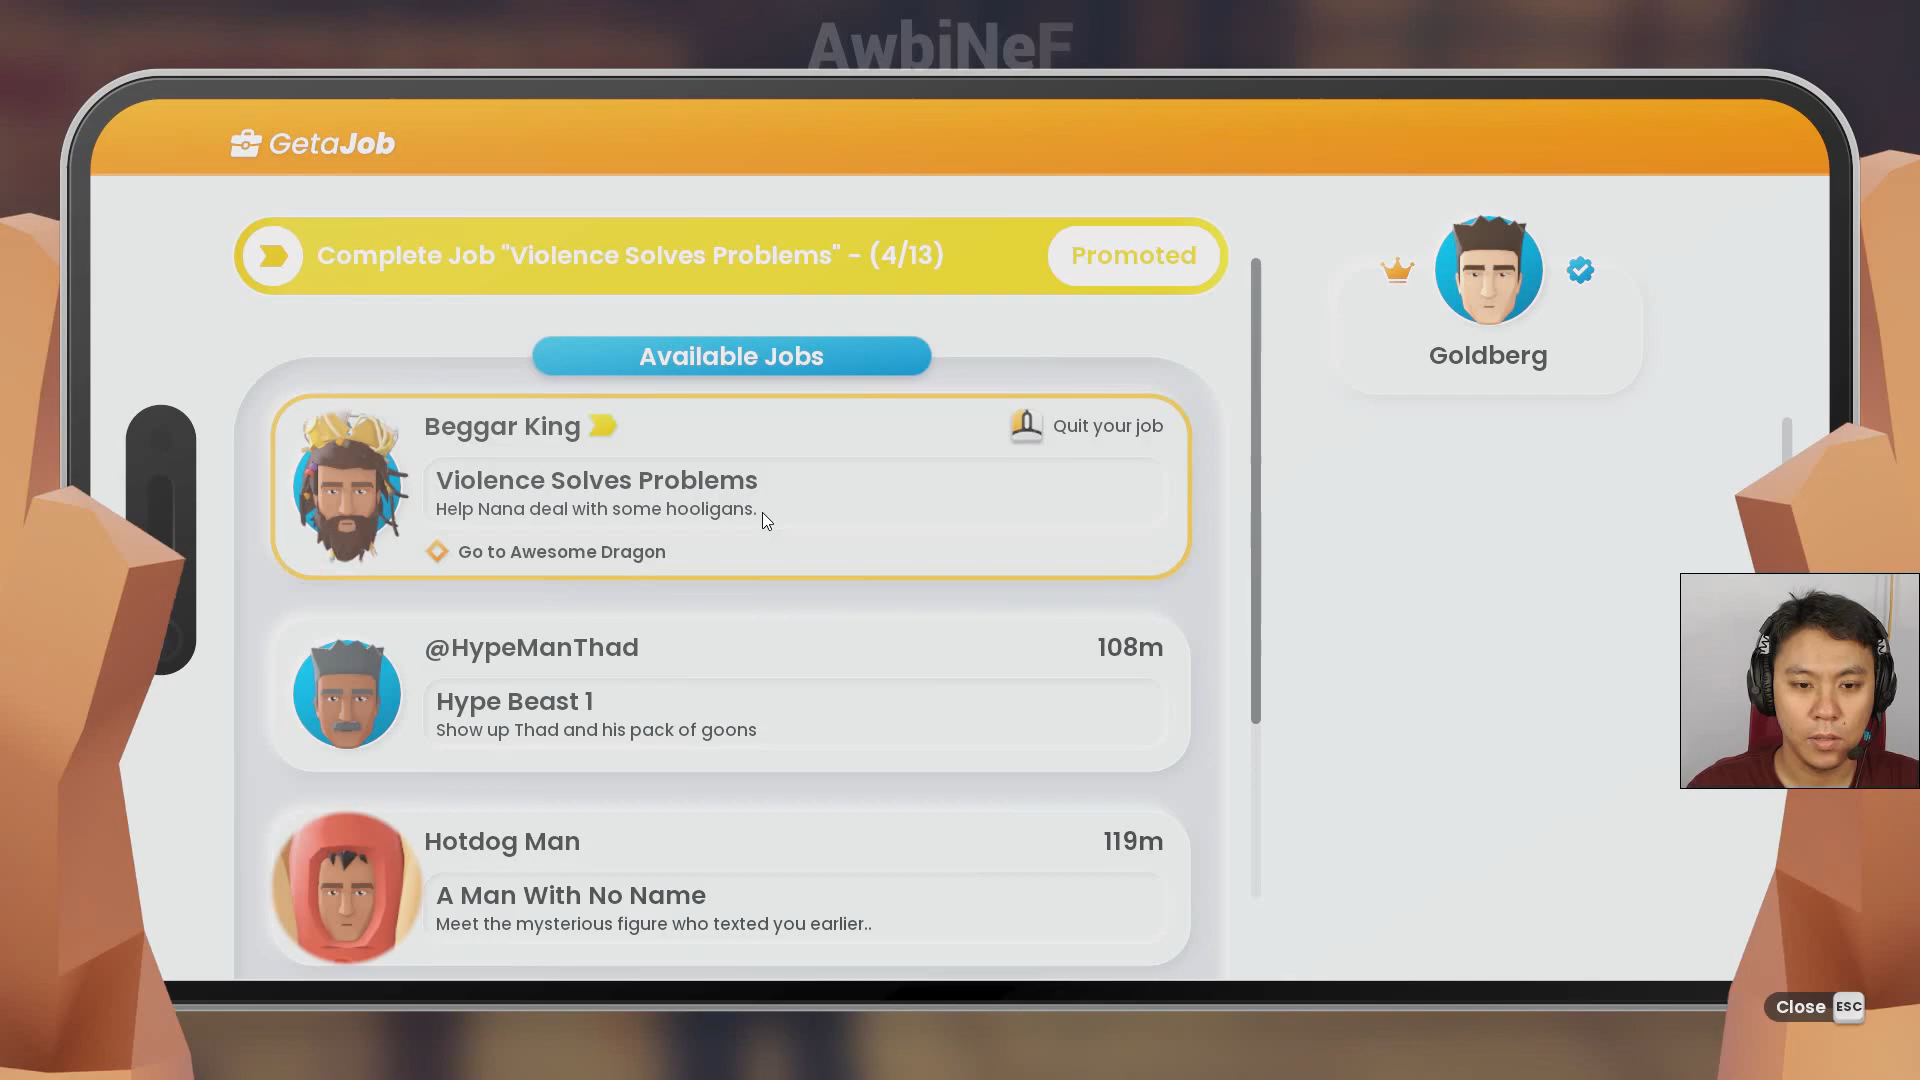 AwbiNeF
GetaJob
Complete Job "Violence Solves Problems" - (4/13)
Promoted
Available Jobs
Beggar King
Quit your job
Violence Solves Problems
Help Nana deal with some hooligans.
Go to Awesome Dragon
@HypeManThad
108m
Hype Beast 1
Show up Thad and his pack of goons
Hotdog Man
119m
A Man With No Name
Meet the mysterious figure who texted you earlier..
Goldberg
Close ESC